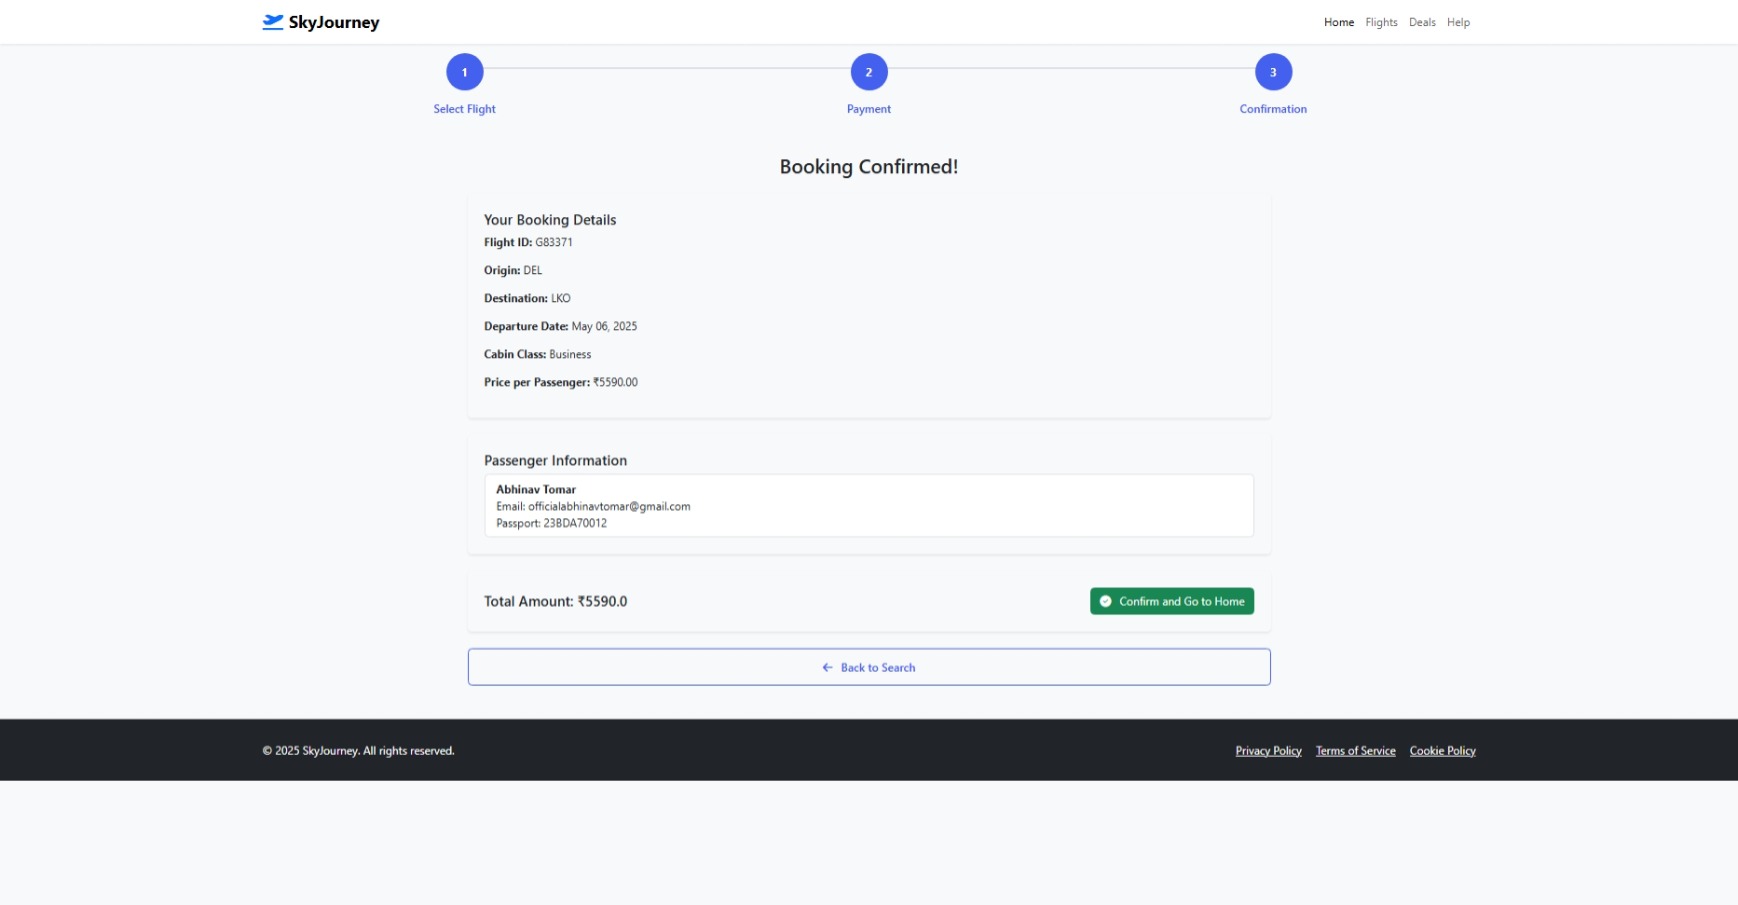 SkyJourney
Home Flights Deals Help
1 2 3
Select Flight Payment Confirmation
Booking Confirmed!
Your Booking Details
Flight ID: G83371
Origin: DEL
Destination: LKO
Departure Date: May 06, 2025
Cabin Class: Business
Price per Passenger: ₹5590.00
Passenger Information
Abhinav Tomar
Email: officialabhinavtomar@gmail.com
Passport: 23BDA70012
Total Amount: ₹5590.0 Confirm and Go to Home
← Back to Search
© 2025 SkyJourney. All rights reserved. Privacy Policy Terms of Service Cookie Policy